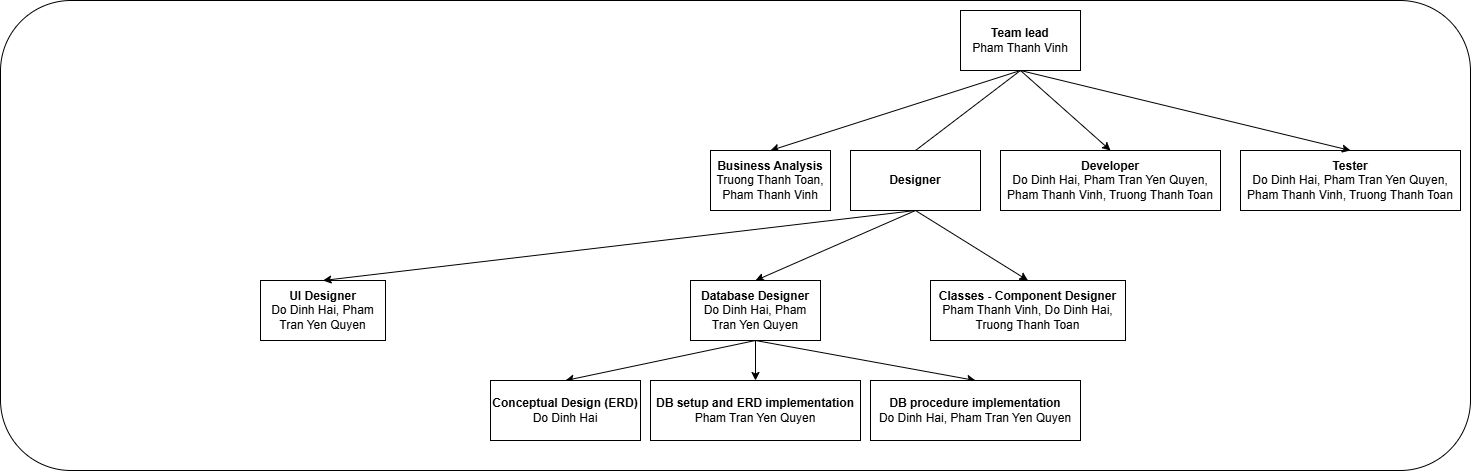 Team lead
Pham Thanh Vinh
Business Analysis
Truong Thanh Toan,
Pham Thanh Vinh
Designer
Developer
Do Dinh Hai, Pham Tran Yen Quyen,
Pham Thanh Vinh, Truong Thanh Toan
Tester
Do Dinh Hai, Pham Tran Yen Quyen,
Pham Thanh Vinh, Truong Thanh Toan
UI Designer
Do Dinh Hai, Pham
Tran Yen Quyen
Database Designer
Do Dinh Hai, Pham
Tran Yen Quyen
Classes - Component Designer
Pham Thanh Vinh, Do Dinh Hai,
Truong Thanh Toan
Conceptual Design (ERD)
Do Dinh Hai
DB setup and ERD implementation
Pham Tran Yen Quyen
DB procedure implementation
Do Dinh Hai, Pham Tran Yen Quyen